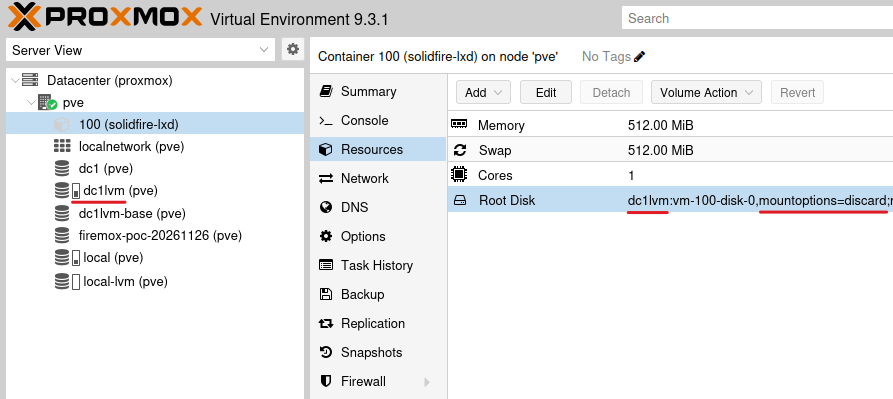 PROXMOX Virtual Environment 9.3.1
Search
Server View
Datacenter (proxmox)
pve
100 (solidfire-lxd)
localnetwork (pve)
dc1 (pve)
dc1lvm (pve)
dc1lvm-base (pve)
firemox-poc-20261126 (pve)
local (pve)
local-lvm (pve)
Container 100 (solidfire-lxd) on node 'pve'
No Tags
Summary
Console
Resources
Network
DNS
Options
Task History
Backup
Replication
Snapshots
Firewall
Add
Edit
Detach
Volume Action
Revert
Memory 512.00 MiB
Swap 512.00 MiB
Cores 1
Root Disk dc1lvm:vm-100-disk-0,mountoptions=discard;